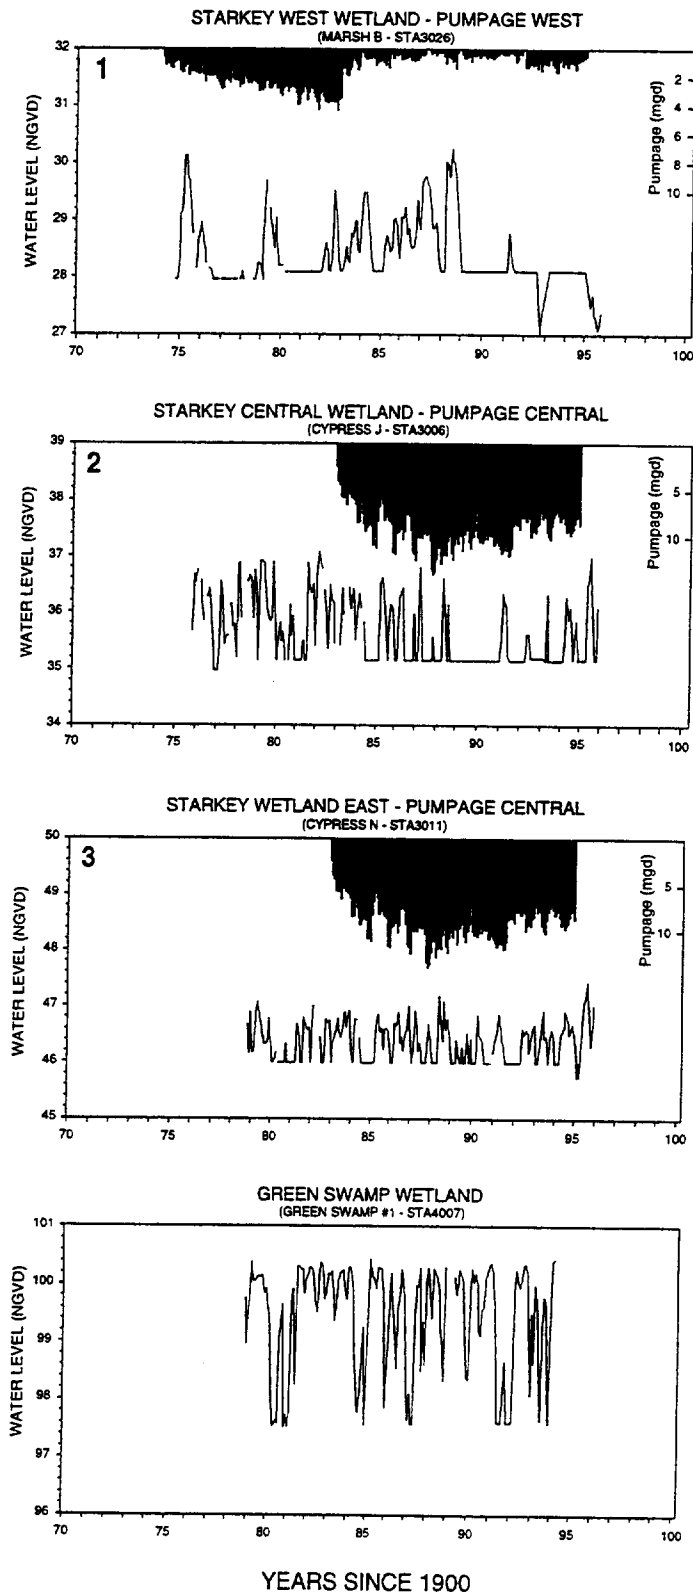 STARKEY WEST WETLAND - PUMPAGE WEST
(MARSH B - STA3026)
1
WATER LEVEL (NGVD)
32
31
30
29
28
27
2
4
6
8
10
Pumpage (mgd)
70 75 80 85 90 95 100
STARKEY CENTRAL WETLAND - PUMPAGE CENTRAL
(CYPRESS J - STA3006)
2
WATER LEVEL (NGVD)
39
38
37
36
35
34
5
10
Pumpage (mgd)
70 75 80 85 90 95 100
STARKEY WETLAND EAST - PUMPAGE CENTRAL
(CYPRESS N - STA3011)
3
WATER LEVEL (NGVD)
50
49
48
47
46
45
5
10
Pumpage (mgd)
70 75 80 85 90 95 100
GREEN SWAMP WETLAND
(GREEN SWAMP #1 - STA4007)
WATER LEVEL (NGVD)
101
100
99
98
97
96
70 75 80 85 90 95 100
YEARS SINCE 1900